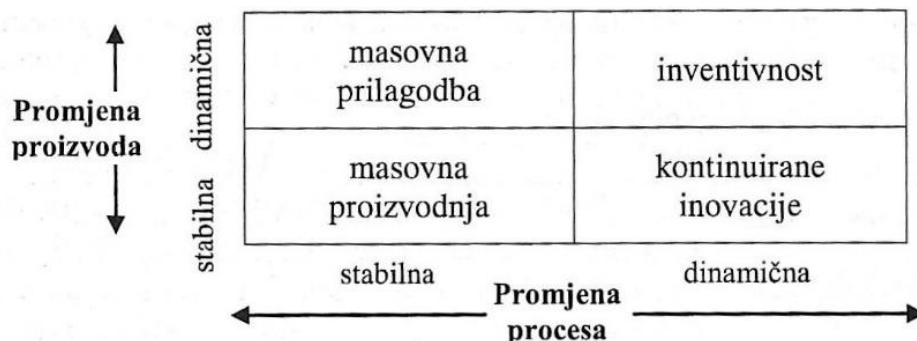 Promjena
proizvoda
dinamična
stabilna
masovna
prilagodba
inventivnost
masovna
proizvodnja
kontinuirane
inovacije
stabilna
dinamična
Promjena
procesa